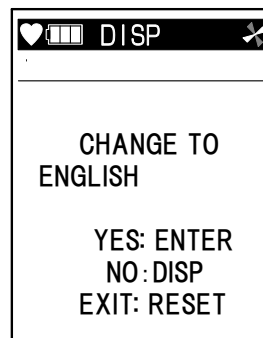 DISP
CHANGE TO
ENGLISH
YES: ENTER
NO:DISP
EXIT: RESET